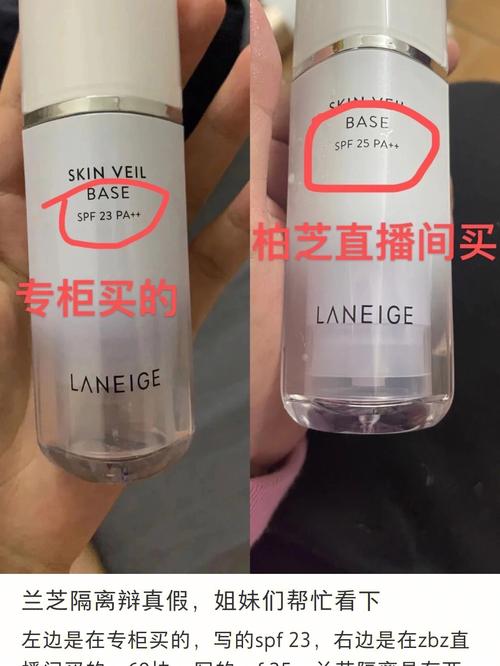 SKIN VEIL
BASE
SPF 23 PA++
专柜买的
LANEIGE
SKIN VEIL
BASE
SPF 25 PA++
柏芝直播间买
LANEIGE
兰芝隔离辩真假，姐妹们帮忙看下
左边是在专柜买的，写的spf 23，右边是在zbz直